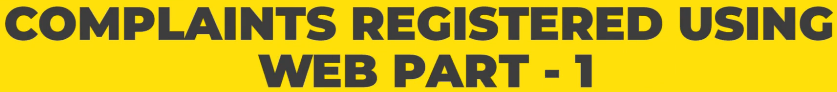 COMPLAINTS REGISTERED USING
WEB PART - 1